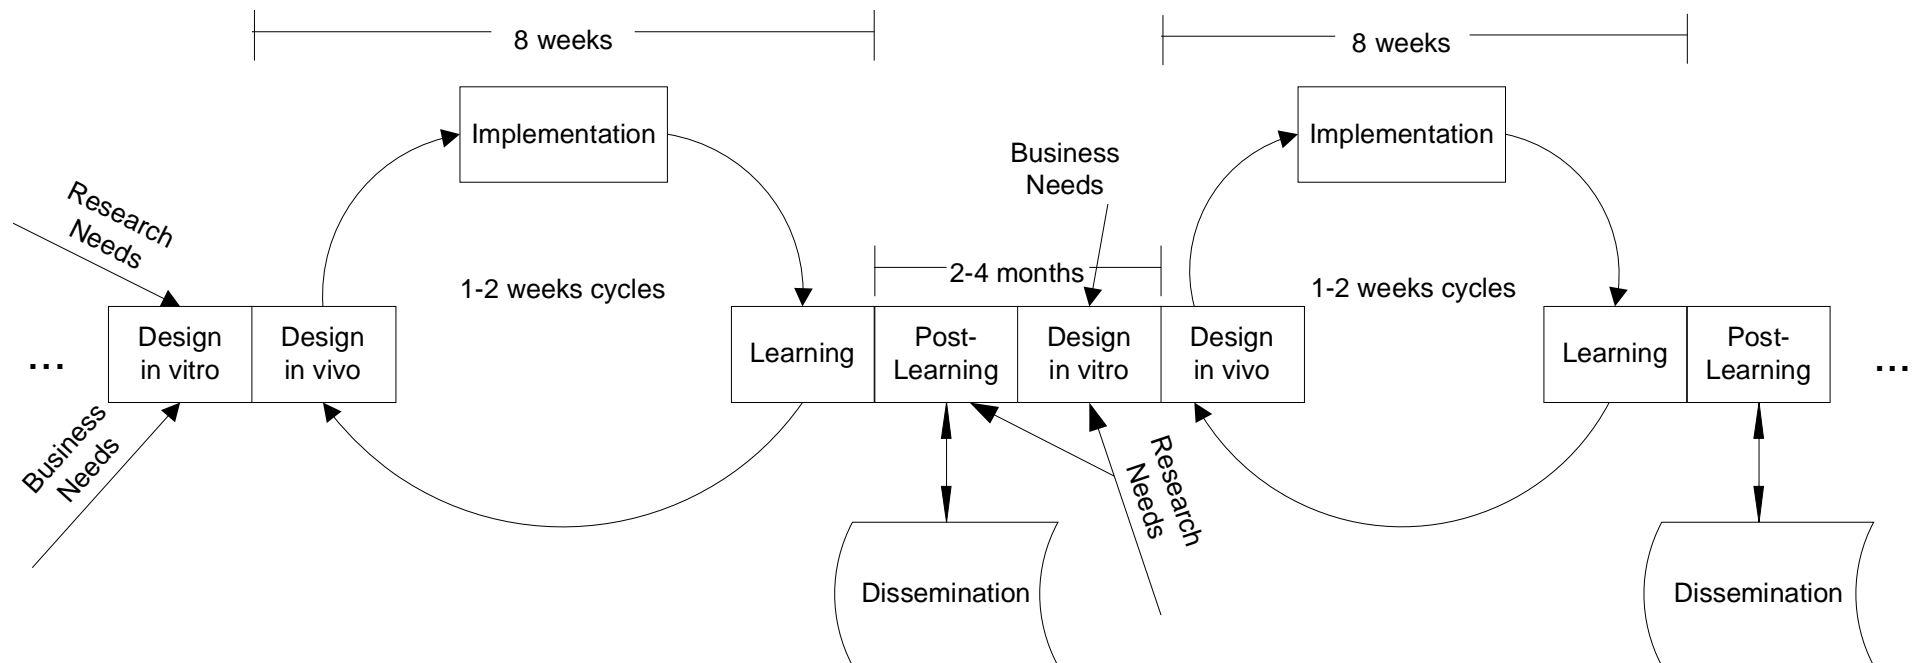 8 weeks
8 weeks
Implementation
Implementation
Business
Needs
Research
Needs
1-2 weeks cycles
2-4 months
1-2 weeks cycles
...
Design
in vitro
Design
in vivo
Learning
Post-
Learning
Design
in vitro
Design
in vivo
Learning
Post-
Learning
...
Business
Needs
Research
Needs
Dissemination
Dissemination